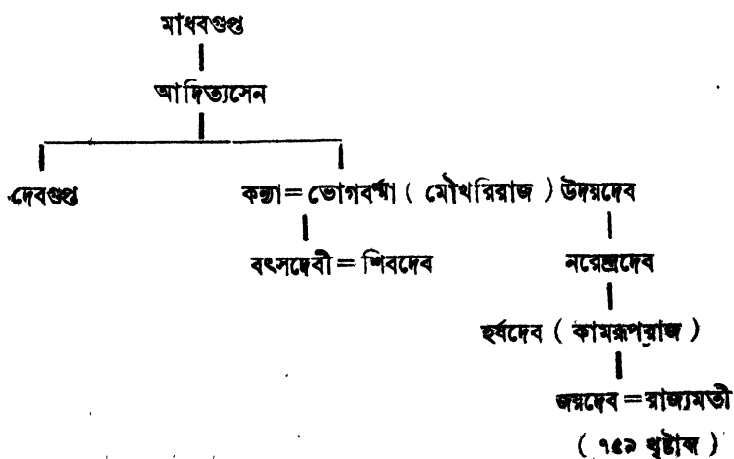 মাধবগুপ্ত
আদিত্যসেন
দেবগুপ্ত
কন্যা = ভোগবর্ম্মা ( মৌখরিরাজ ) উদয়দেব
বৎসদেবী = শিবদেব নরেন্দ্রদেব
হর্ষদেব ( কামরূপরাজ )
জয়দেব = রাজ্যমতী
( ৭৫৯ খৃষ্টাব্দ )